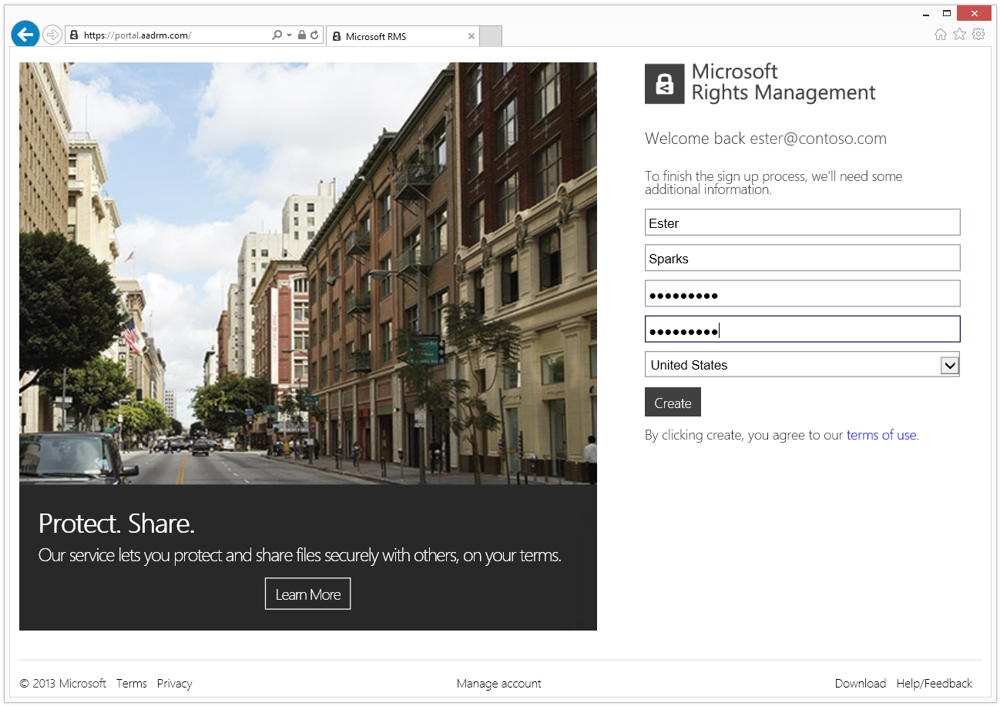 https://portal.aadrm.com/
Microsoft RMS
Microsoft
Rights Management
Welcome back ester@contoso.com
To finish the sign up process, we'll need some
additional information.
Ester
Sparks
●●●●●●●●●
●●●●●●●●●
United States
Create
By clicking create, you agree to our terms of use.
Protect. Share.
Our service lets you protect and share files securely with others, on your terms.
Learn More
© 2013 Microsoft Terms Privacy
Manage account
Download Help/Feedback